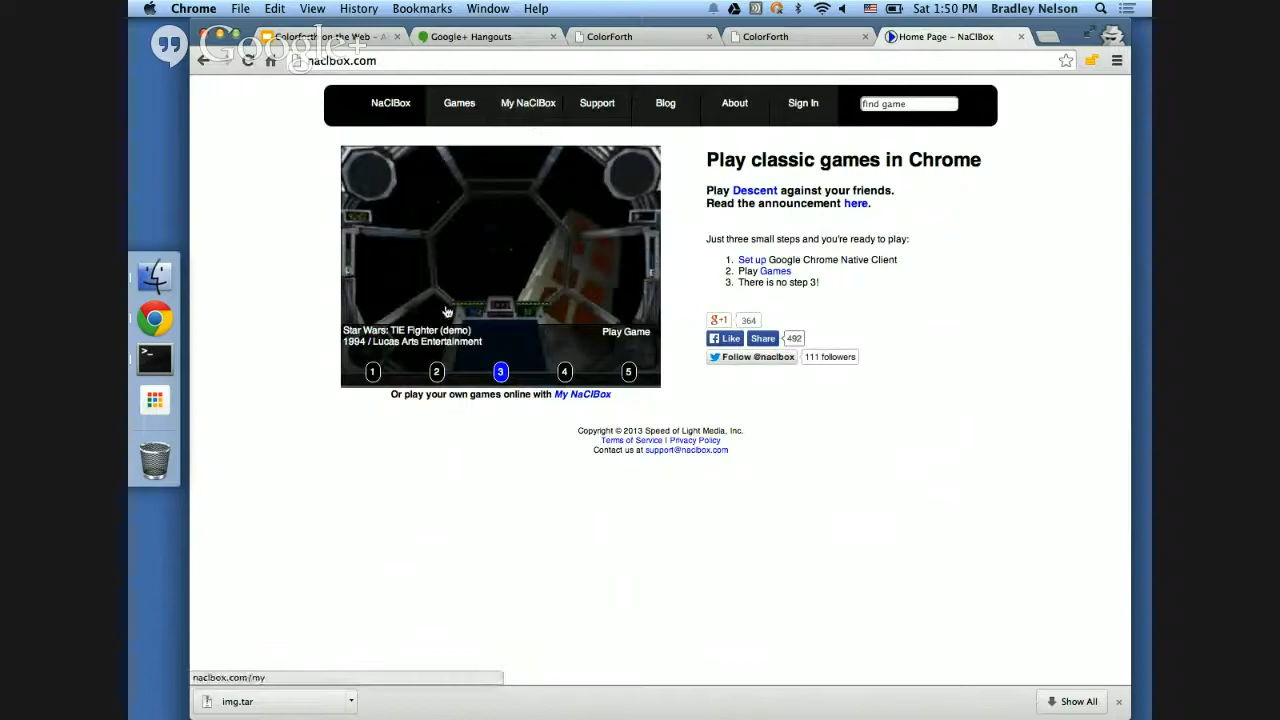 Chrome File Edit View History Bookmarks Window Help Sat 1:50 PM Bradley Nelson
Google+
Colorforth on the Web - A Google+ Hangouts ColorForth ColorForth Home Page - NaClBox
naclbox.com
NaClBox Games My NaClBox Support Blog About Sign In find game
Play classic games in Chrome
Play Descent against your friends.
Read the announcement here.
Just three small steps and you're ready to play:
1. Set up Google Chrome Native Client
2. Play Games
3. There is no step 3!
g+1 364
Like Share 492
Follow @naclbox 111 followers
Star Wars: TIE Fighter (demo)
1994 / Lucas Arts Entertainment
Play Game
1 2 3 4 5
Or play your own games online with My NaClBox
Copyright © 2013 Speed of Light Media, Inc.
Terms of Service | Privacy Policy
Contact us at support@naclbox.com
naclbox.com/my
img.tar
Show All